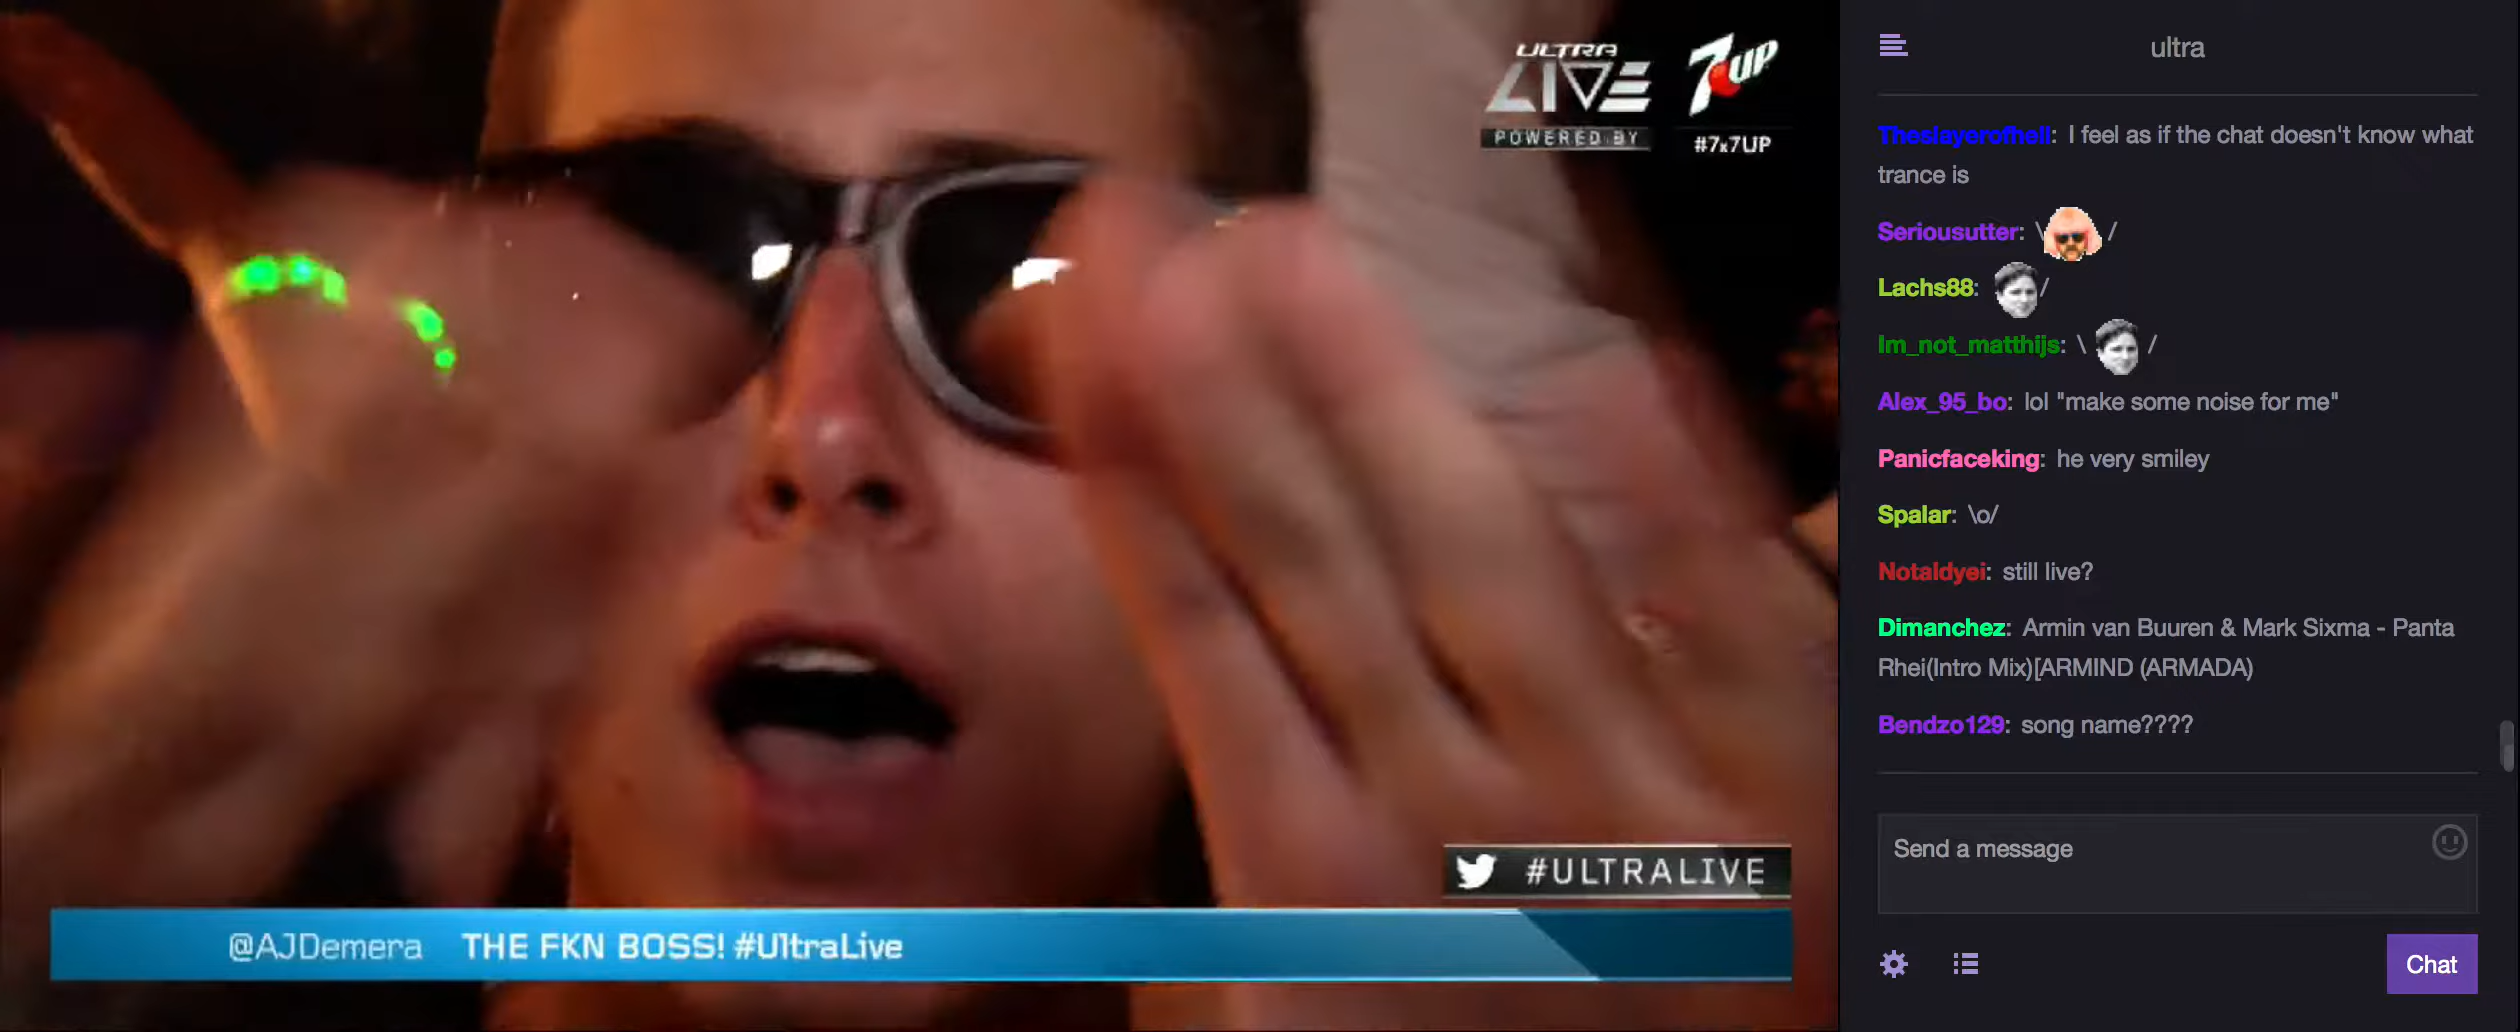 ULTRA
LIVE
POWERED BY
7UP
#7x7UP
#ULTRALIVE
@AJDemera THE FKN BOSS! #UltraLive
ultra
Theslayerofhell: I feel as if the chat doesn't know what
trance is
Seriousutter: \ /
Lachs88: /
Im_not_matthijs: \ /
Alex_95_bo: lol "make some noise for me"
Panicfaceking: he very smiley
Spalar: \o/
Notaldyei: still live?
Dimanchez: Armin van Buuren & Mark Sixma - Panta
Rhei(Intro Mix)[ARMIND (ARMADA)
Bendzo129: song name????
Send a message
Chat